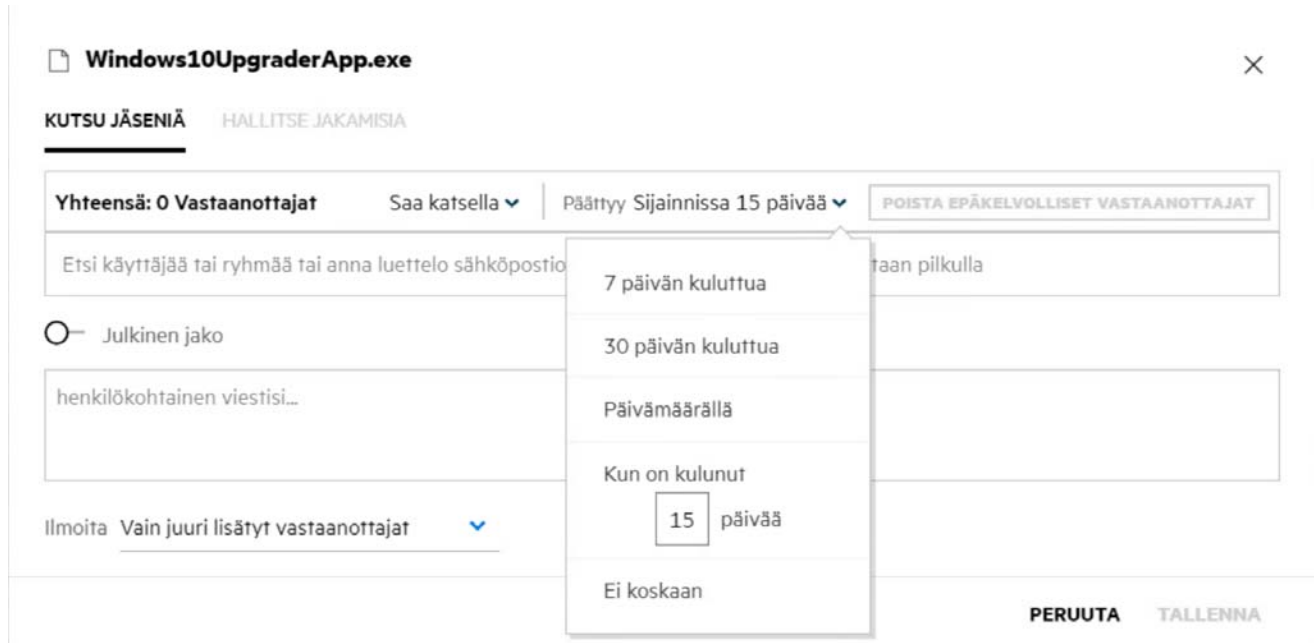 Windows10UpgraderApp.exe
KUTSU JÄSENIÄ HALLITSE JAKAMISIA
Yhteensä: 0 Vastaanottajat Saa katsella Päättyy Sijainnissa 15 päivää POISTA EPÄKELVOLLISET VASTAANOTTAJAT
Etsi käyttäjää tai ryhmää tai anna luettelo pilkulla
7 päivän kuluttua
Julkinen jako
30 päivän kuluttua
henkilökohtainen viestisi...
Päivämäärällä
Kun on kulunut
15 päivää
Ilmoita Vain juuri lisätyt vastaanottajat
Ei koskaan
PERUUTA TALLENNA